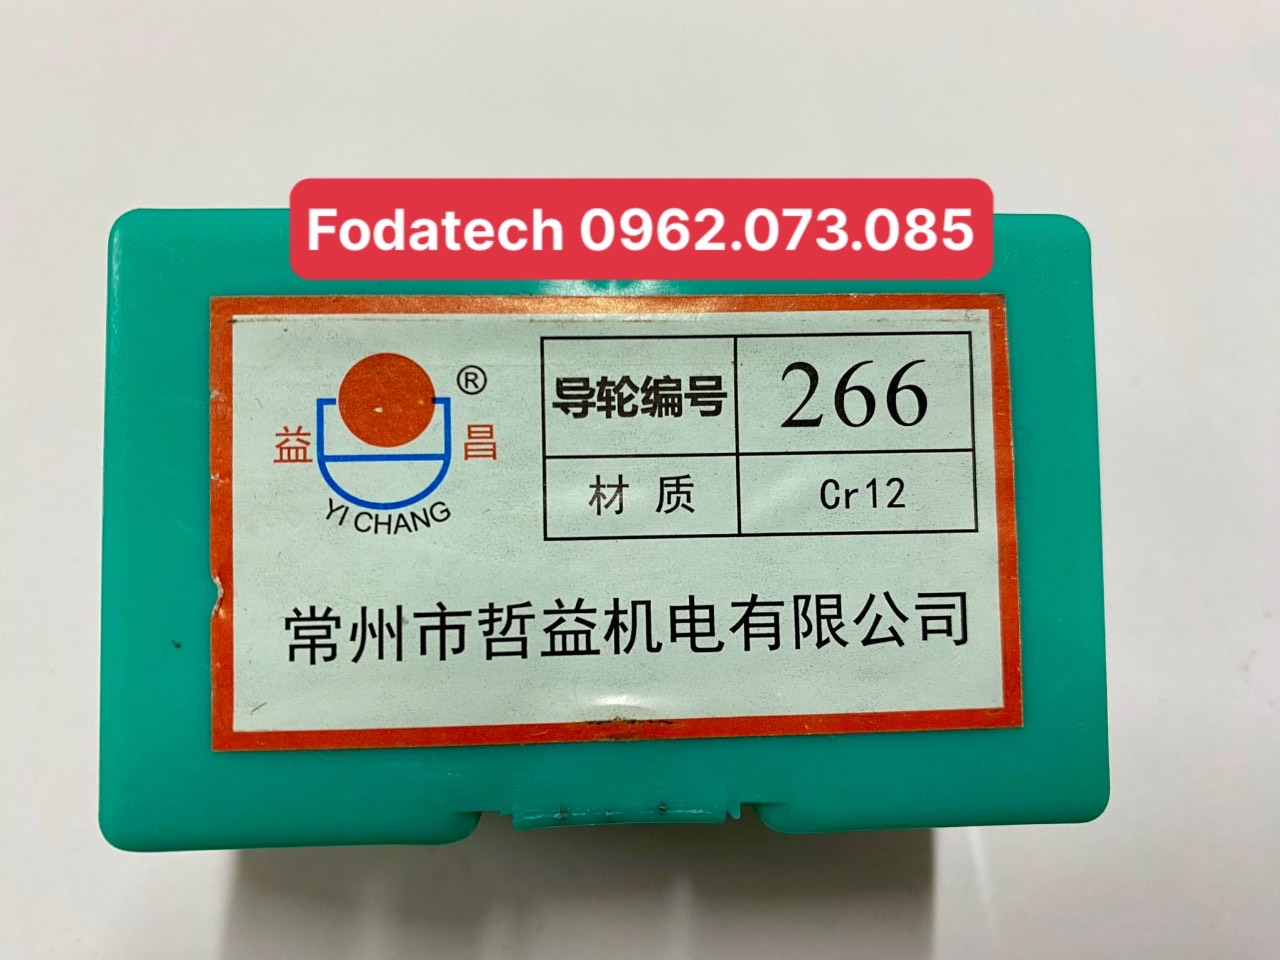 Fodatech 0962.073.085
®
益 昌
YI CHANG
导轮编号 266
材 质 Cr12
常州市哲益机电有限公司